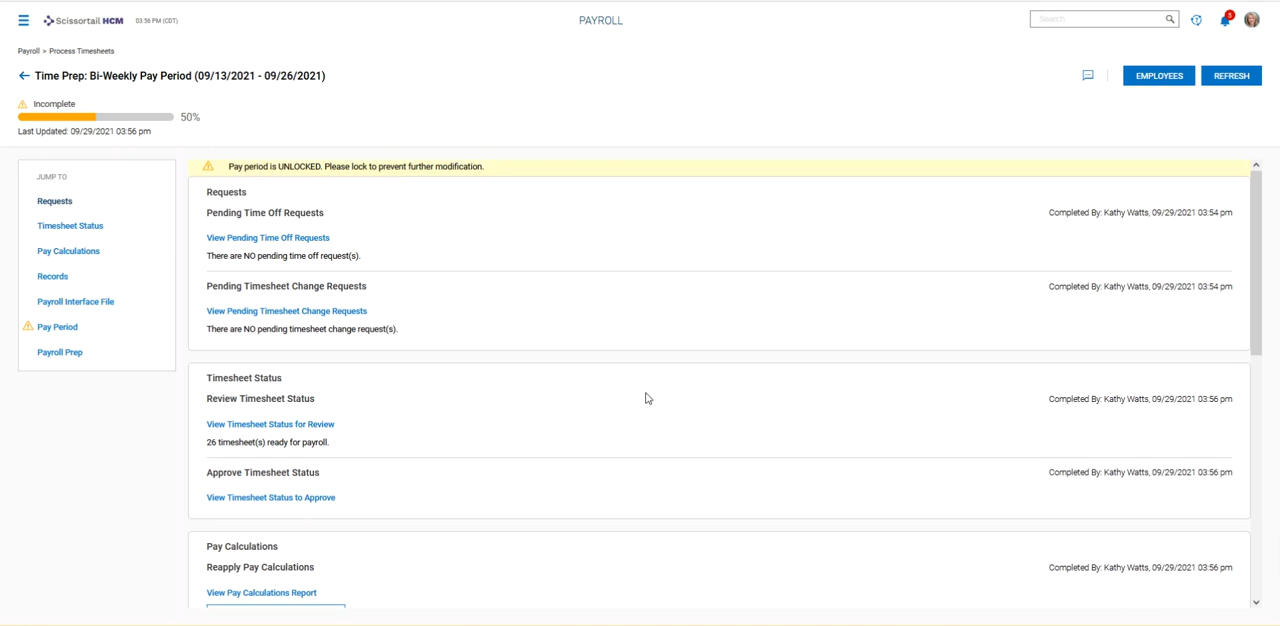 Scissortail HCM 03:56 PM (CDT) PAYROLL Search 3
Payroll > Process Timesheets
Time Prep: Bi-Weekly Pay Period (09/13/2021 - 09/26/2021) EMPLOYEES REFRESH
Incomplete
50%
Last Updated: 09/29/2021 03:56 pm
JUMP TO
Requests
Timesheet Status
Pay Calculations
Records
Payroll Interface File
Pay Period
Payroll Prep
Pay period is UNLOCKED. Please lock to prevent further modification.
Requests
Pending Time Off Requests Completed By: Kathy Watts, 09/29/2021 03:54 pm
View Pending Time Off Requests
There are NO pending time off request(s).
Pending Timesheet Change Requests Completed By: Kathy Watts, 09/29/2021 03:54 pm
View Pending Timesheet Change Requests
There are NO pending timesheet change request(s).
Timesheet Status
Review Timesheet Status Completed By: Kathy Watts, 09/29/2021 03:56 pm
View Timesheet Status for Review
26 timesheet(s) ready for payroll.
Approve Timesheet Status Completed By: Kathy Watts, 09/29/2021 03:56 pm
View Timesheet Status to Approve
Pay Calculations
Reapply Pay Calculations Completed By: Kathy Watts, 09/29/2021 03:56 pm
View Pay Calculations Report